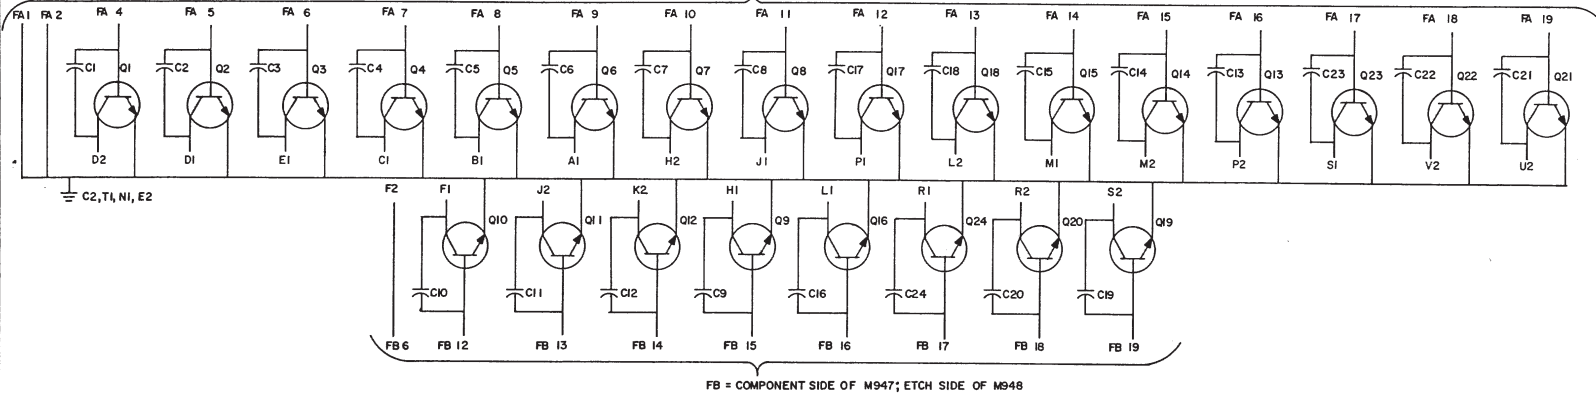 FA1 FA2 FA 4 FA 5 FA 6 FA 7 FA 8 FA 9 FA 10 FA 11 FA 12 FA 13 FA 14 FA 15 FA 16 FA 17 FA 18 FA 19
C1 Q1 C2 Q2 C3 Q3 C4 Q4 C5 Q5 C6 Q6 C7 Q7 C8 Q8 C17 Q17 C18 Q18 C15 Q15 C14 Q14 C13 Q13 C23 Q23 C22 Q22 C21 Q21
D2 D1 E1 C1 B1 A1 H2 J1 P1 L2 M1 M2 P2 S1 V2 U2
C2, T1, N1, E2
F2 F1 J2 K2 H1 L1 R1 R2 S2
Q10 Q11 Q12 Q9 Q16 Q24 Q20 Q19
C10 C11 C12 C9 C16 C24 C20 C19
FB 6 FB 12 FB 13 FB 14 FB 15 FB 16 FB 17 FB 18 FB 19
FB = COMPONENT SIDE OF M947; ETCH SIDE OF M948